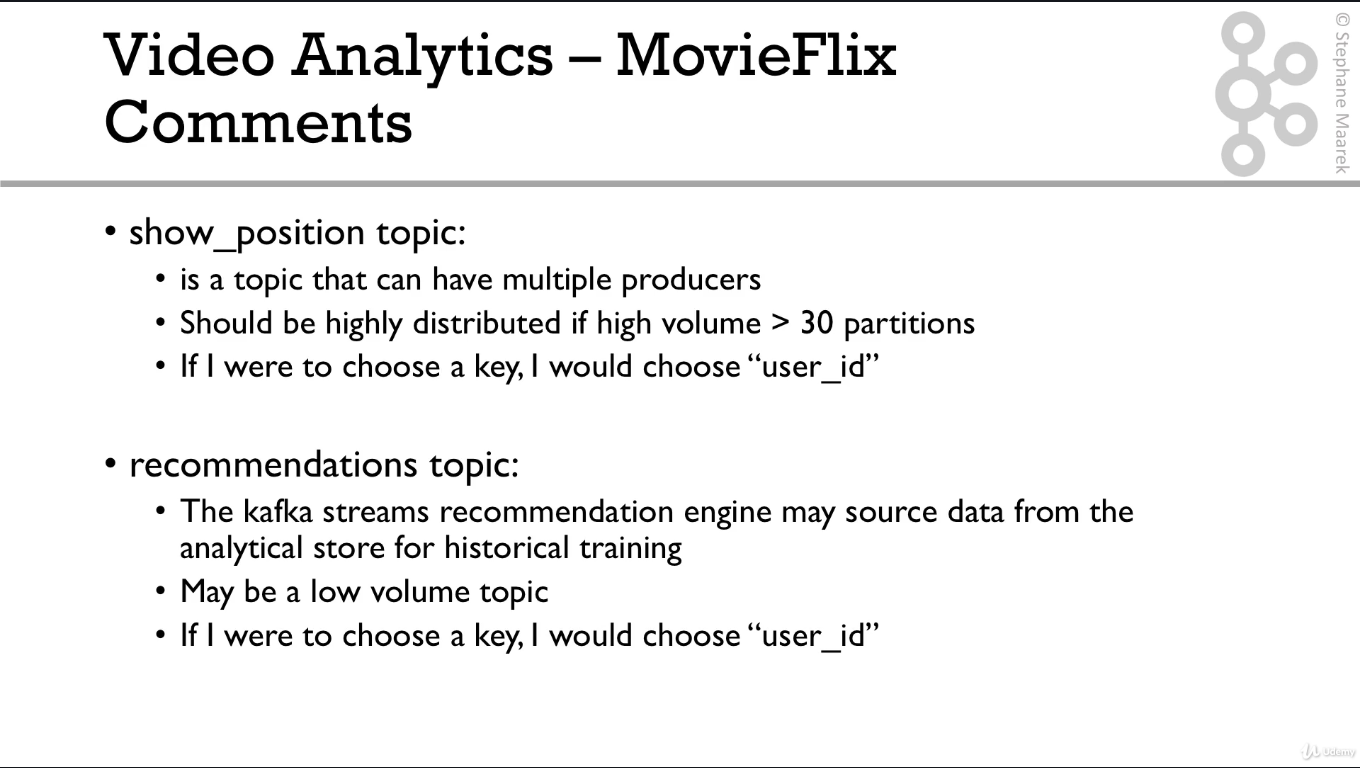 Video Analytics – MovieFlix
Comments
© Stephane Maarek
• show_position topic:
• is a topic that can have multiple producers
• Should be highly distributed if high volume > 30 partitions
• If I were to choose a key, I would choose “user_id”
• recommendations topic:
• The kafka streams recommendation engine may source data from the
analytical store for historical training
• May be a low volume topic
• If I were to choose a key, I would choose “user_id”
Udemy